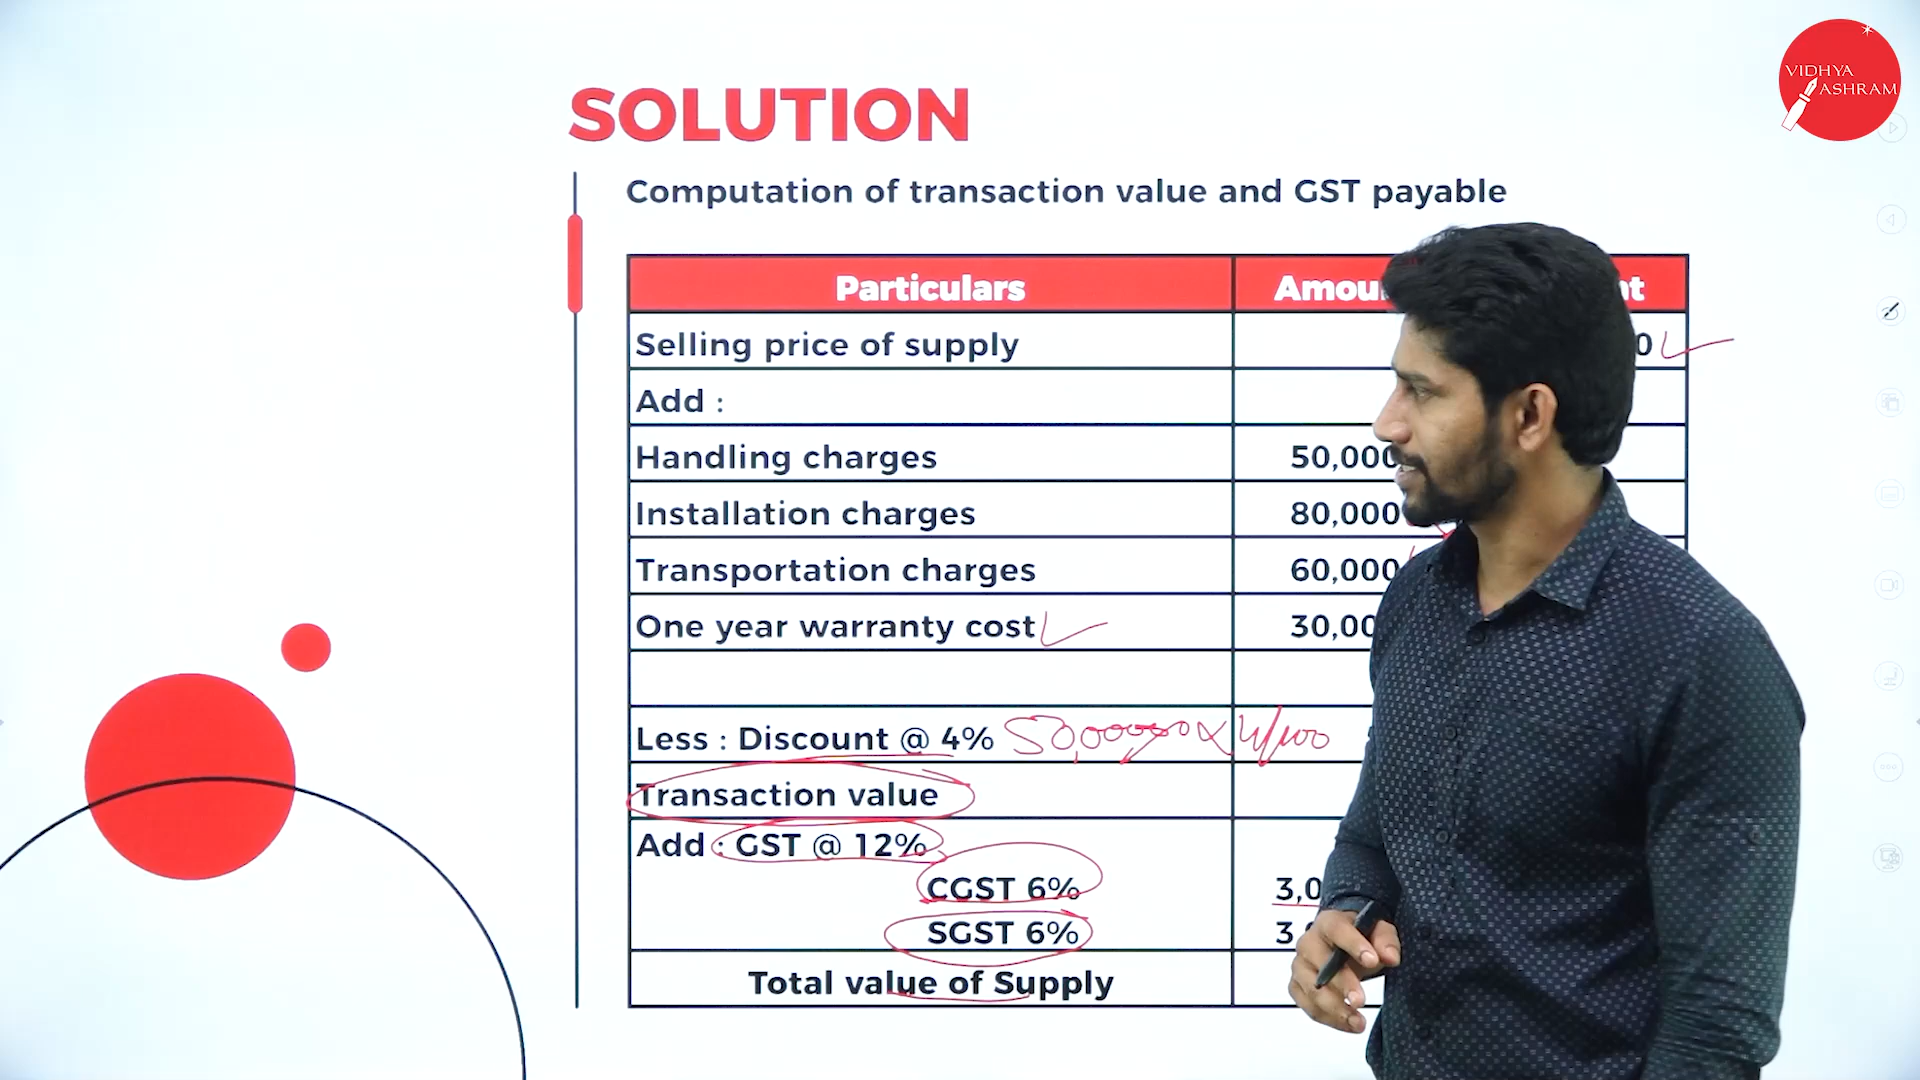 VIDHYA
ASHRAM
SOLUTION
Computation of transaction value and GST payable
Particulars Amou nt
Selling price of supply 0
Add :
Handling charges 50,000
Installation charges 80,000
Transportation charges 60,000
One year warranty cost 30,00
Less : Discount @ 4%
Transaction value
Add : GST @ 12%
CGST 6% 3,0
SGST 6% 3
Total value of Supply